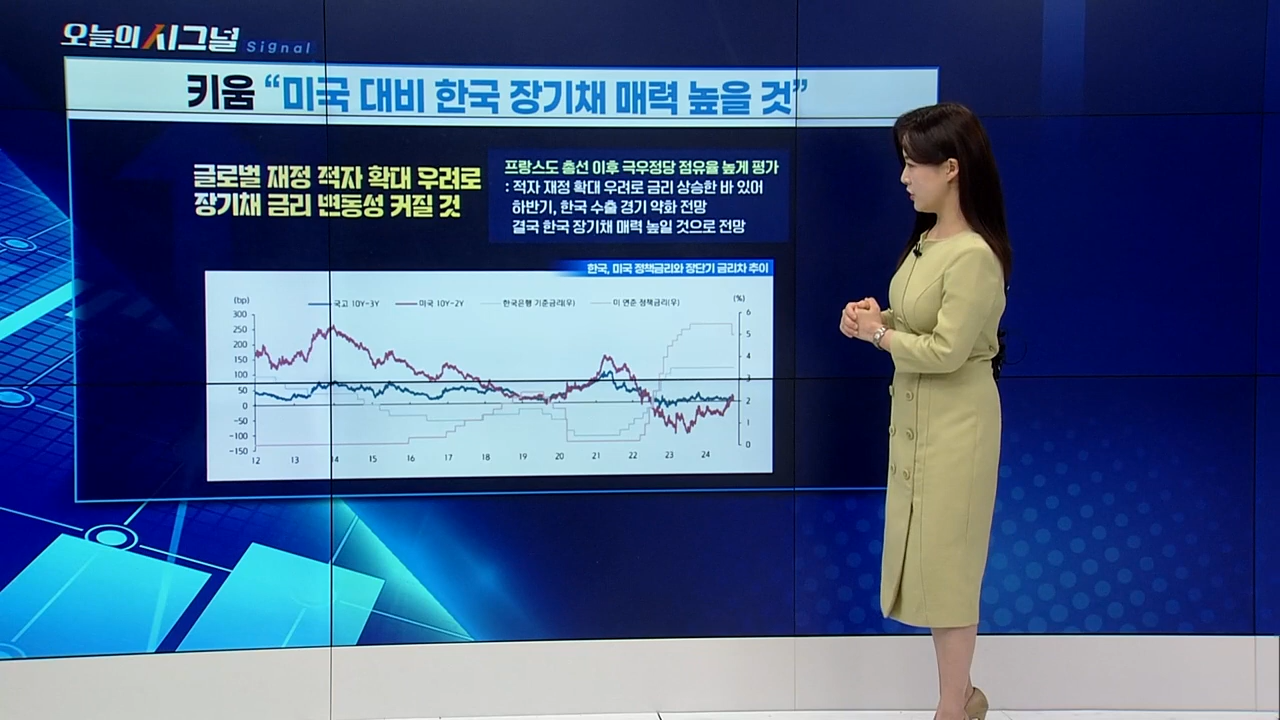 오늘의 시그널 Signal
키움 “미국 대비 한국 장기채 매력 높을 것”
글로벌 재정 적자 확대 우려로
장기채 금리 변동성 커질 것
프랑스도 총선 이후 극우정당 점유율 높게 평가
: 적자 재정 확대 우려로 금리 상승한 바 있어
하반기, 한국 수출 경기 약화 전망
결국 한국 장기채 매력 높일 것으로 전망
한국, 미국 정책금리와 장단기 금리차 추이
(bp) 국고 10Y-3Y 미국 10Y-2Y 한국은행 기준금리(우) 미 연준 정책금리(우) (%)
300 6
250 5
200
150 4
100 3
50 2
0
-50 1
-100 0
-150
12 13 14 15 16 17 18 19 20 21 22 23 24